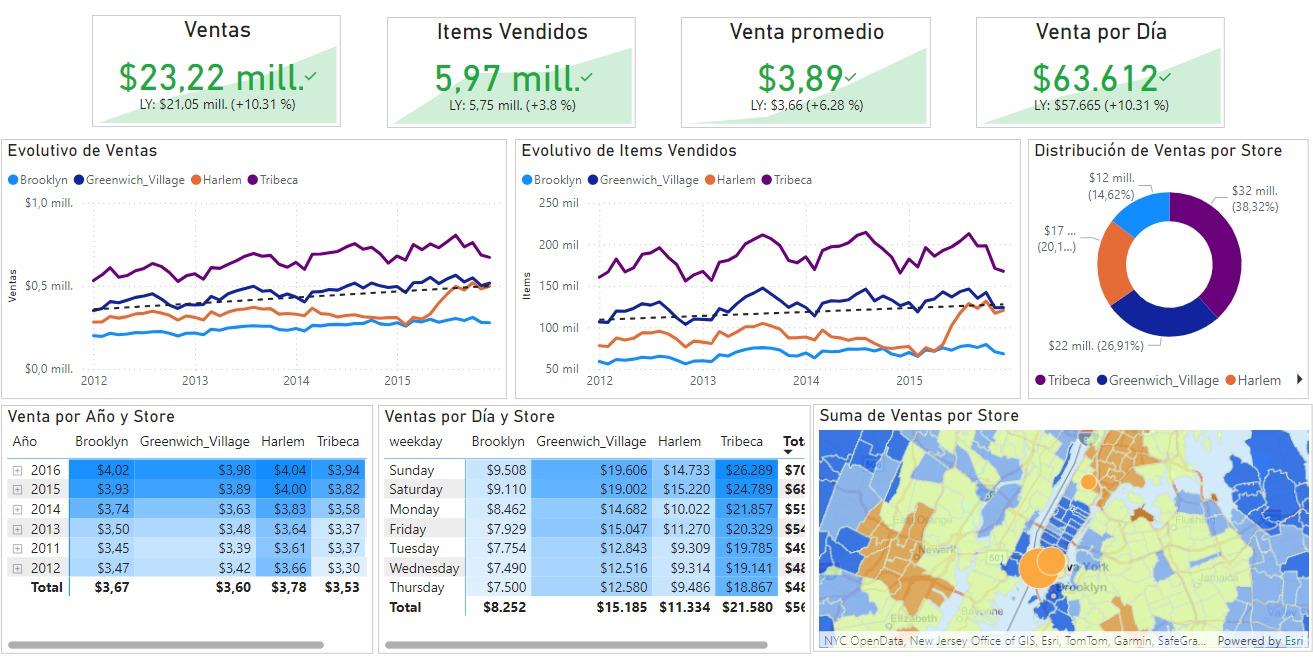 Ventas
$23,22 mill.
LY: $21,05 mill. (+10.31 %)
Items Vendidos
5,97 mill.
LY: 5,75 mill. (+3.8 %)
Venta promedio
$3,89
LY: $3,66 (+6.28 %)
Venta por Día
$63.612
LY: $57.665 (+10.31 %)
Evolutivo de Ventas
Brooklyn Greenwich_Village Harlem Tribeca
$1,0 mill.
$0,5 mill.
$0,0 mill.
Ventas
2012 2013 2014 2015
Evolutivo de Items Vendidos
Brooklyn Greenwich_Village Harlem Tribeca
250 mil
200 mil
150 mil
100 mil
50 mil
Items
2012 2013 2014 2015
Distribución de Ventas por Store
$12 mill.
(14,62%)
$32 mill.
(38,32%)
$17 ...
(20,1...)
$22 mill. (26,91%)
Tribeca Greenwich_Village Harlem
Venta por Año y Store
Año Brooklyn Greenwich_Village Harlem Tribeca
2016 $4,02 $3,98 $4,04 $3,94
2015 $3,93 $3,89 $4,00 $3,82
2014 $3,74 $3,63 $3,83 $3,58
2013 $3,50 $3,48 $3,64 $3,37
2011 $3,45 $3,39 $3,61 $3,37
2012 $3,47 $3,42 $3,66 $3,30
Total $3,67 $3,60 $3,78 $3,53
Ventas por Día y Store
weekday Brooklyn Greenwich_Village Harlem Tribeca Tota
Sunday $9.508 $19.606 $14.733 $26.289 $70
Saturday $9.110 $19.002 $15.220 $24.789 $68
Monday $8.462 $14.682 $10.022 $21.857 $55
Friday $7.929 $15.047 $11.270 $20.329 $54
Tuesday $7.754 $12.843 $9.309 $19.785 $49
Wednesday $7.490 $12.516 $9.314 $19.141 $48
Thursday $7.500 $12.580 $9.486 $18.867 $48
Total $8.252 $15.185 $11.334 $21.580 $56
Suma de Ventas por Store
East Orange
Newark
501
York
Brooklyn
Flushing
Jamaica
Bayonne
Elizabeth
NYC OpenData, New Jersey Office of GIS, Esri, TomTom, Garmin, SafeGra... Powered by Esri